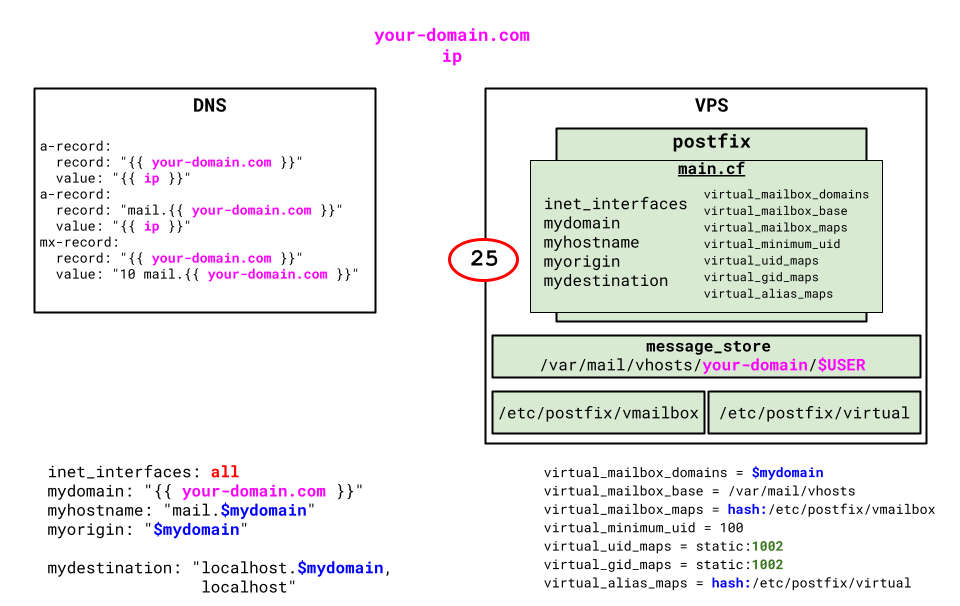 your-domain.com
ip
DNS
a-record:
  record: "{{ your-domain.com }}"
  value: "{{ ip }}"
a-record:
  record: "mail.{{ your-domain.com }}"
  value: "{{ ip }}"
mx-record:
  record: "{{ your-domain.com }}"
  value: "10 mail.{{ your-domain.com }}"
VPS
postfix
main.cf
inet_interfaces
mydomain
myhostname
myorigin
mydestination
virtual_mailbox_domains
virtual_mailbox_base
virtual_mailbox_maps
virtual_minimum_uid
virtual_uid_maps
virtual_gid_maps
virtual_alias_maps
25
message_store
/var/mail/vhosts/your-domain/$USER
/etc/postfix/vmailbox
/etc/postfix/virtual
inet_interfaces: all
mydomain: "{{ your-domain.com }}"
myhostname: "mail.$mydomain"
myorigin: "$mydomain"
mydestination: "localhost.$mydomain,
localhost"
virtual_mailbox_domains = $mydomain
virtual_mailbox_base = /var/mail/vhosts
virtual_mailbox_maps = hash:/etc/postfix/vmailbox
virtual_minimum_uid = 100
virtual_uid_maps = static:1002
virtual_gid_maps = static:1002
virtual_alias_maps = hash:/etc/postfix/virtual